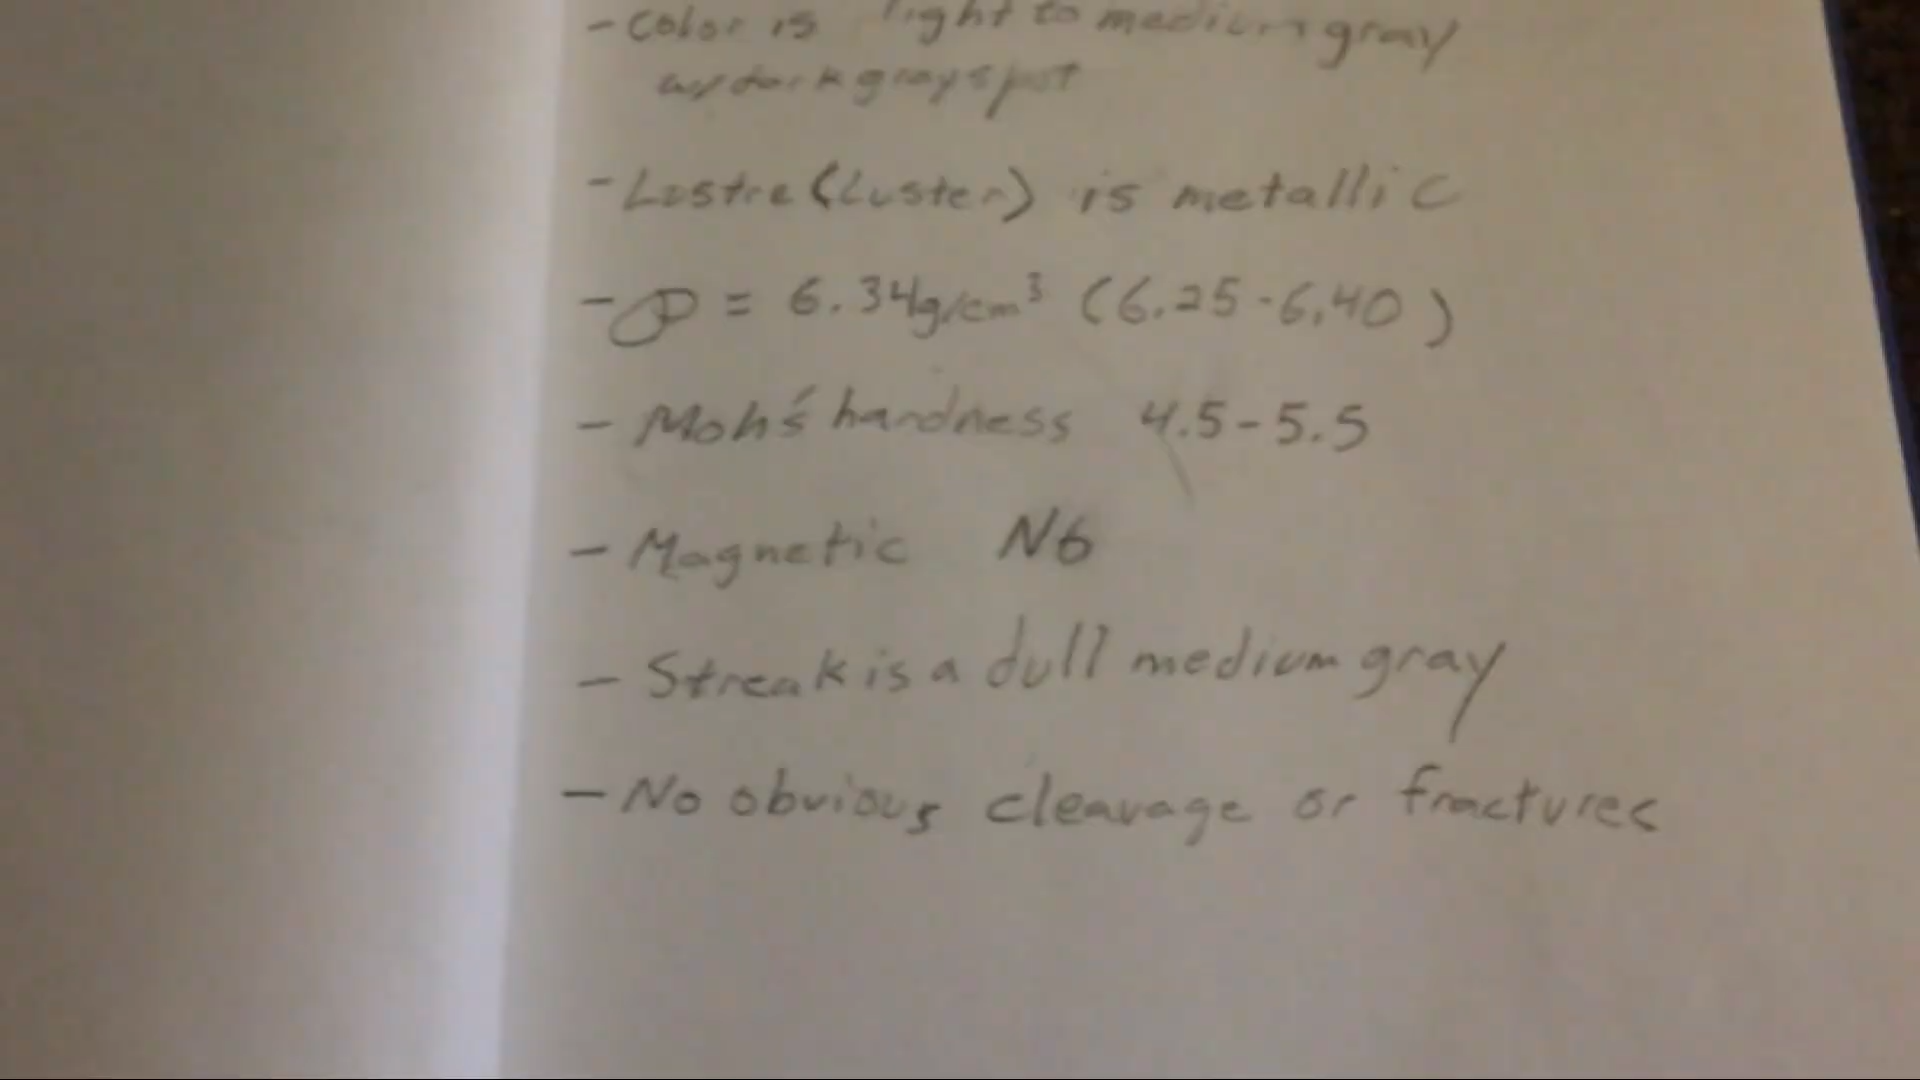 - Color is light to medium gray
w/dark gray spot
- Lustre (Luster) is metallic
- ρ = 6.34g/cm³ (6.25-6.40)
- Moh's hardness 4.5-5.5
- Magnetic No
- Streak is a dull medium gray
- No obvious cleavage or fractures